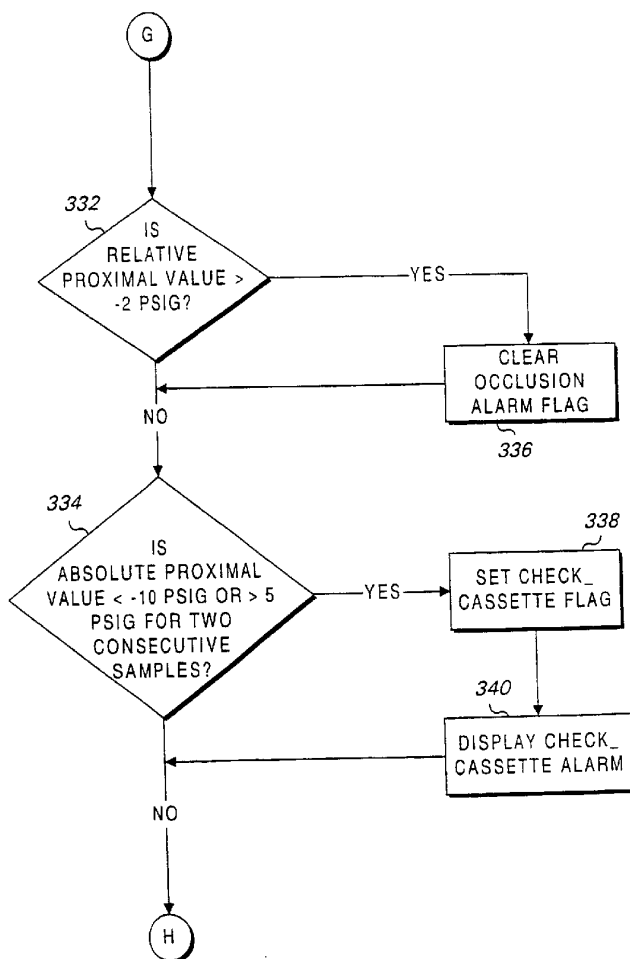 G
332
IS
RELATIVE
PROXIMAL VALUE >
-2 PSIG?
YES
CLEAR
OCCLUSION
ALARM FLAG
336
NO
334
IS
ABSOLUTE PROXIMAL
VALUE < -10 PSIG OR > 5
PSIG FOR TWO
CONSECUTIVE
SAMPLES?
YES
338
SET CHECK_
CASSETTE FLAG
340
DISPLAY CHECK_
CASSETTE ALARM
NO
H